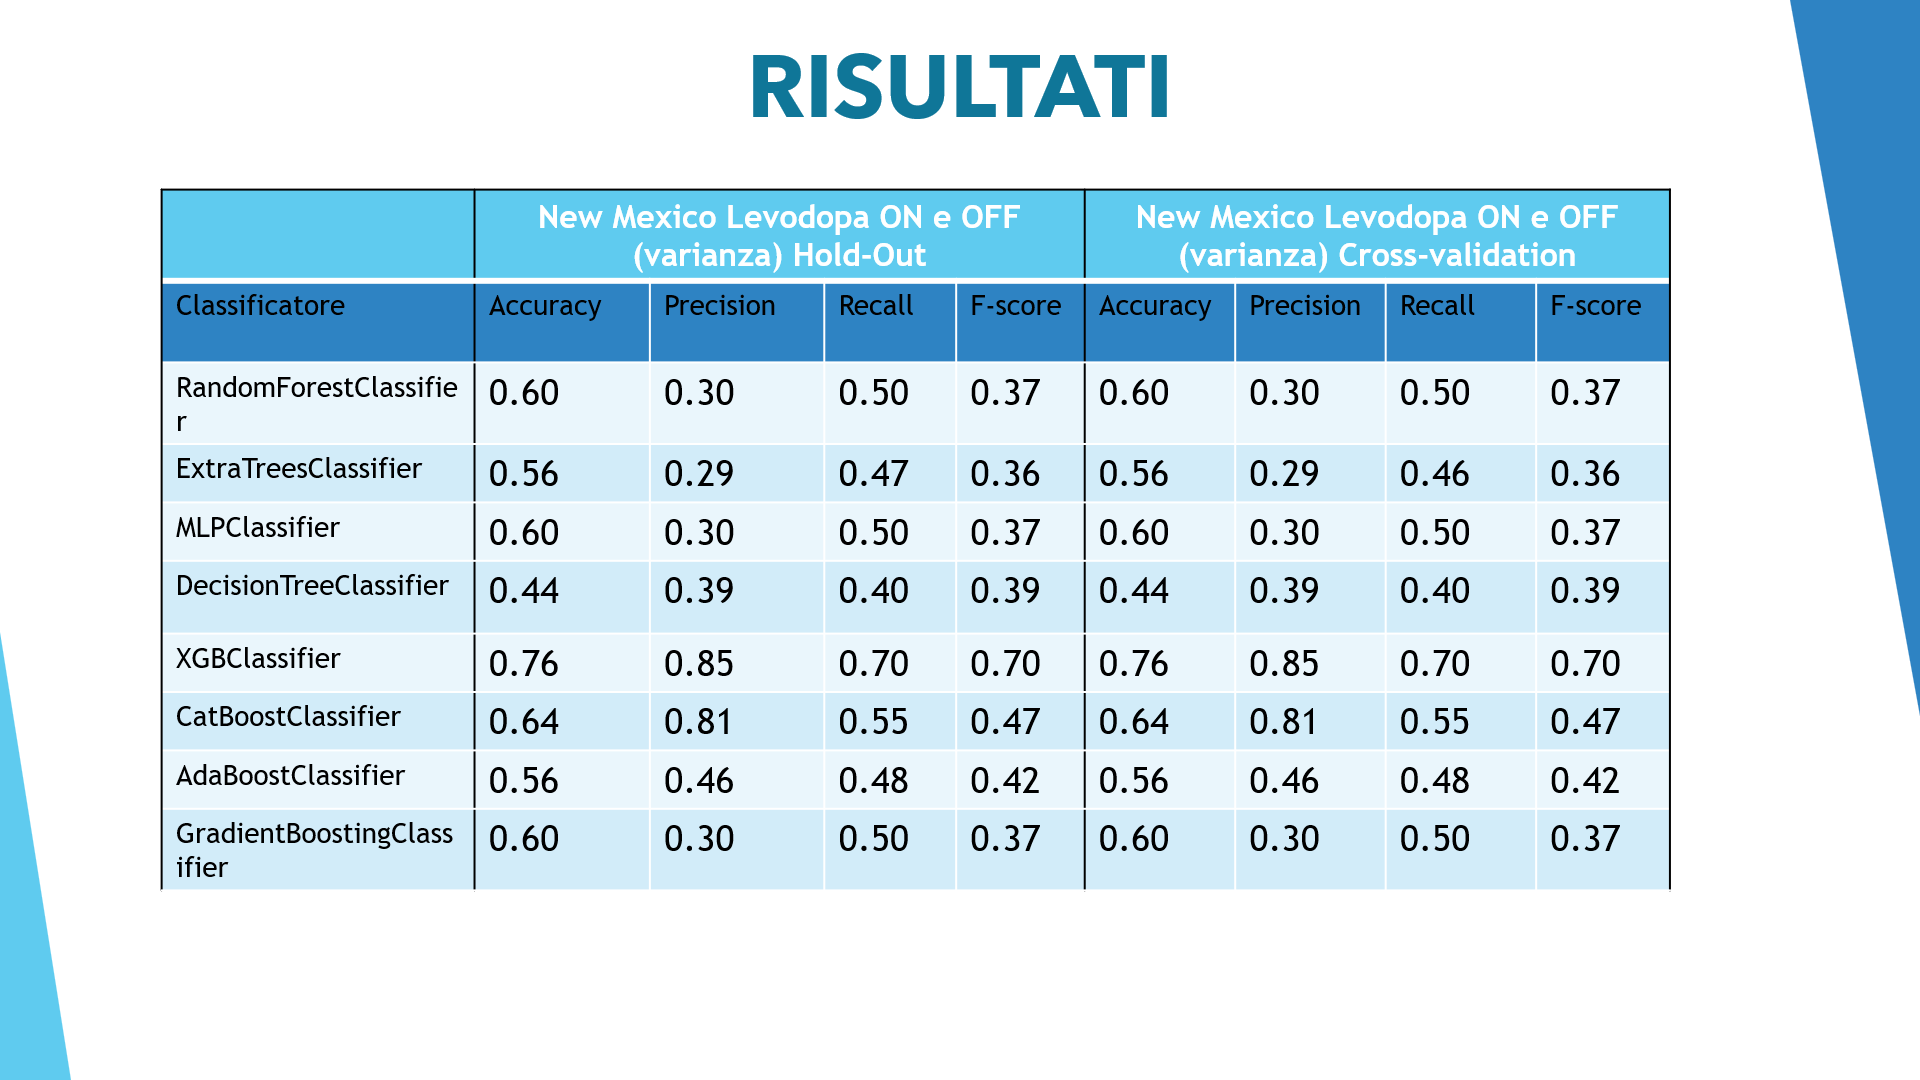 RISULTATI
New Mexico Levodopa ON e OFF
(varianza) Hold-Out
New Mexico Levodopa ON e OFF
(varianza) Cross-validation
Classificatore Accuracy Precision Recall F-score Accuracy Precision Recall F-score
RandomForestClassifie
r
0.60 0.30 0.50 0.37 0.60 0.30 0.50 0.37
ExtraTreesClassifier 0.56 0.29 0.47 0.36 0.56 0.29 0.46 0.36
MLPClassifier 0.60 0.30 0.50 0.37 0.60 0.30 0.50 0.37
DecisionTreeClassifier 0.44 0.39 0.40 0.39 0.44 0.39 0.40 0.39
XGBClassifier 0.76 0.85 0.70 0.70 0.76 0.85 0.70 0.70
CatBoostClassifier 0.64 0.81 0.55 0.47 0.64 0.81 0.55 0.47
AdaBoostClassifier 0.56 0.46 0.48 0.42 0.56 0.46 0.48 0.42
GradientBoostingClass
ifier
0.60 0.30 0.50 0.37 0.60 0.30 0.50 0.37